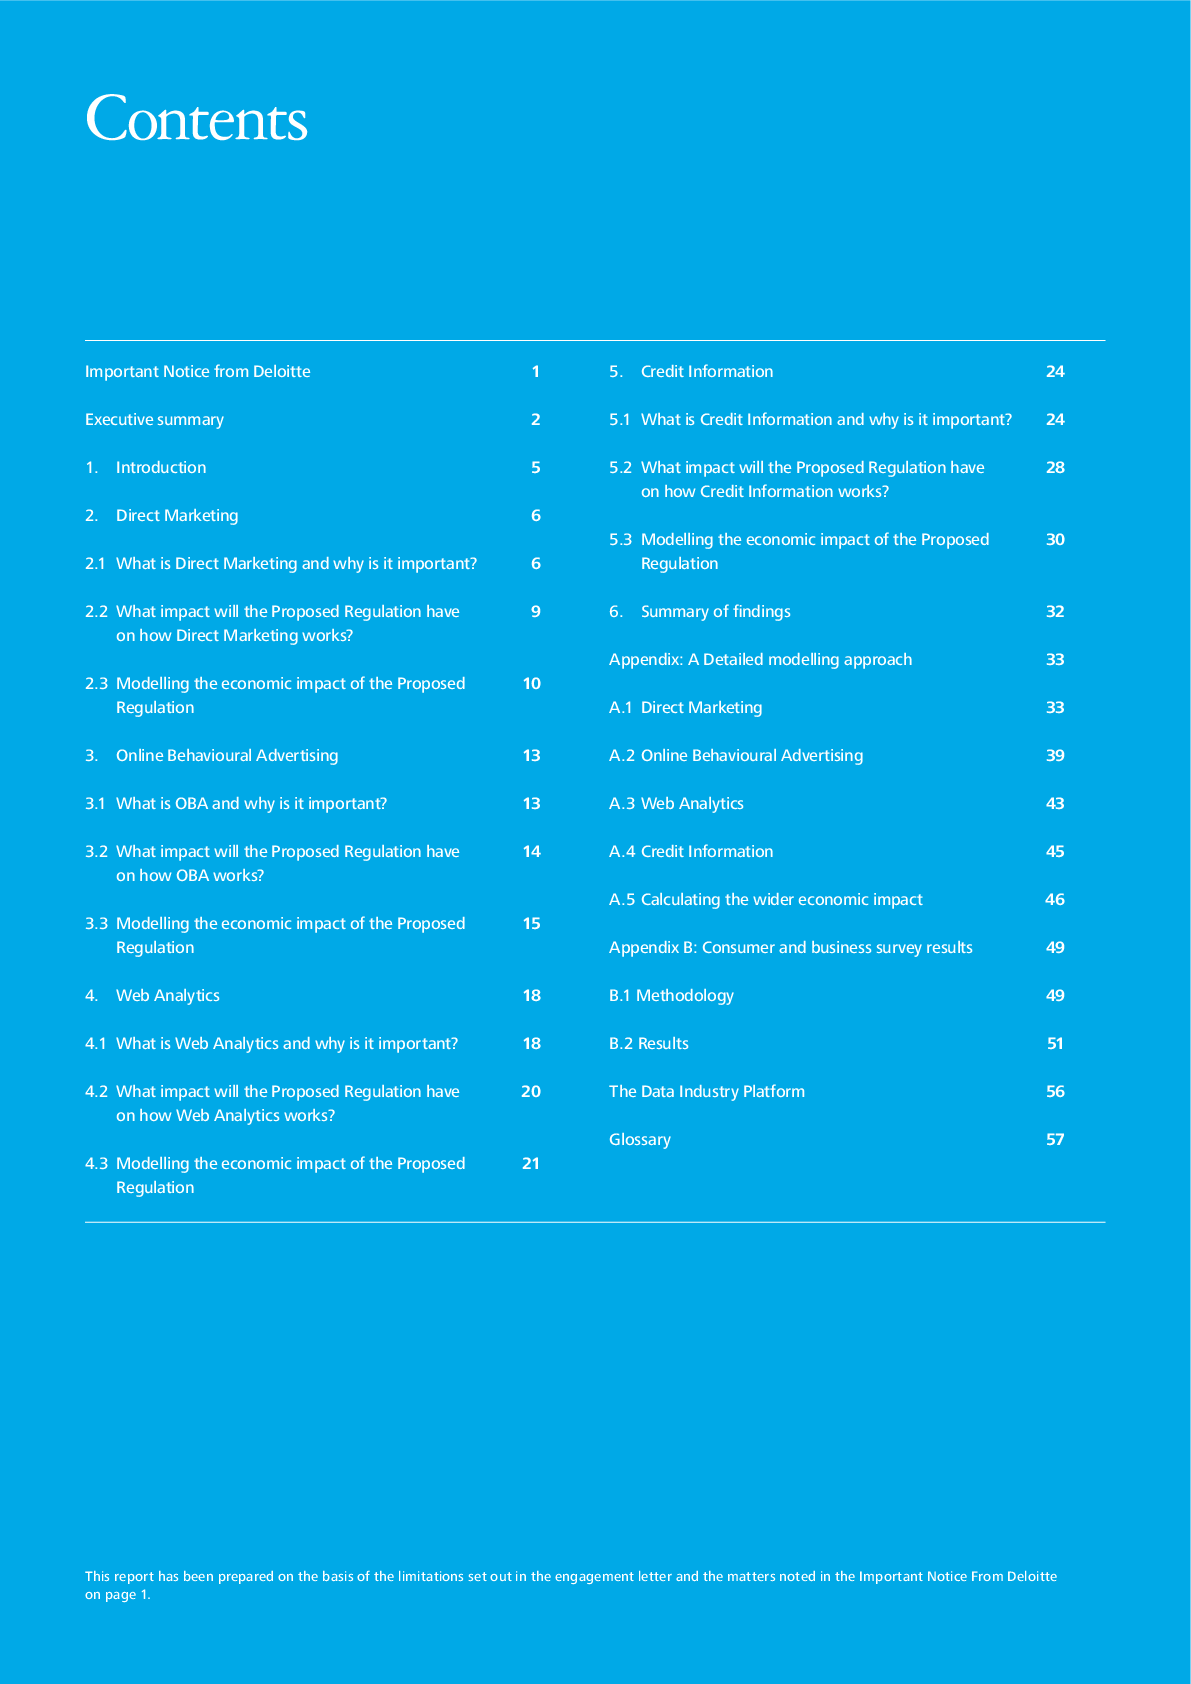 Contents
Important Notice from Deloitte 1
Executive summary 2
1. Introduction 5
2. Direct Marketing 6
2.1 What is Direct Marketing and why is it important? 6
2.2 What impact will the Proposed Regulation have 9
on how Direct Marketing works?
2.3 Modelling the economic impact of the Proposed 10
Regulation
3. Online Behavioural Advertising 13
3.1 What is OBA and why is it important? 13
3.2 What impact will the Proposed Regulation have 14
on how OBA works?
3.3 Modelling the economic impact of the Proposed 15
Regulation
4. Web Analytics 18
4.1 What is Web Analytics and why is it important? 18
4.2 What impact will the Proposed Regulation have 20
on how Web Analytics works?
4.3 Modelling the economic impact of the Proposed 21
Regulation
5. Credit Information 24
5.1 What is Credit Information and why is it important? 24
5.2 What impact will the Proposed Regulation have 28
on how Credit Information works?
5.3 Modelling the economic impact of the Proposed 30
Regulation
6. Summary of findings 32
Appendix: A Detailed modelling approach 33
A.1 Direct Marketing 33
A.2 Online Behavioural Advertising 39
A.3 Web Analytics 43
A.4 Credit Information 45
A.5 Calculating the wider economic impact 46
Appendix B: Consumer and business survey results 49
B.1 Methodology 49
B.2 Results 51
The Data Industry Platform 56
Glossary 57
This report has been prepared on the basis of the limitations set out in the engagement letter and the matters noted in the Important Notice From Deloitte
on page 1.